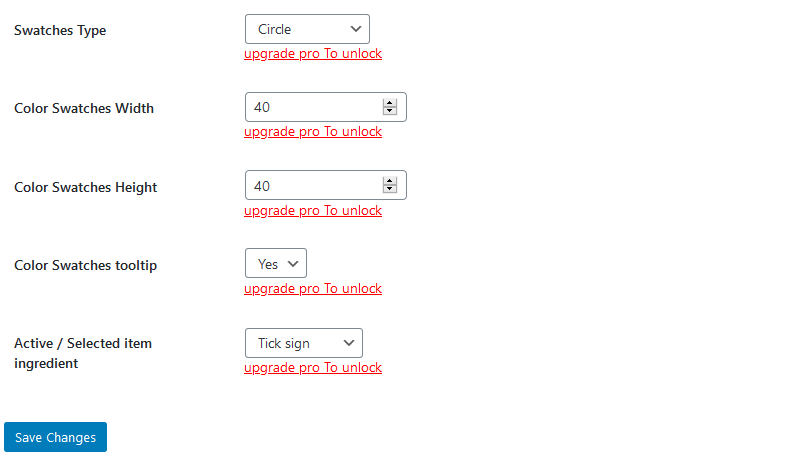 Swatches Type
Circle
upgrade pro To unlock
Color Swatches Width
40
upgrade pro To unlock
Color Swatches Height
40
upgrade pro To unlock
Color Swatches tooltip
Yes
upgrade pro To unlock
Active / Selected item
ingredient
Tick sign
upgrade pro To unlock
Save Changes